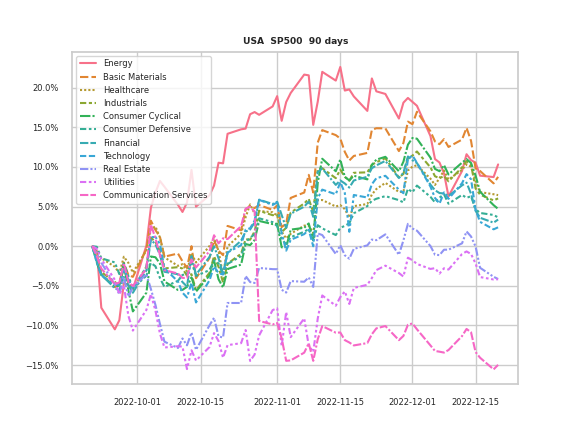 USA  SP500  90 days
Energy
Basic Materials
Healthcare
Industrials
Consumer Cyclical
Consumer Defensive
Financial
Technology
Real Estate
Utilities
Communication Services
20.0%
15.0%
10.0%
5.0%
0.0%
−5.0%
−10.0%
−15.0%
2022-10-01 2022-10-15 2022-11-01 2022-11-15 2022-12-01 2022-12-15